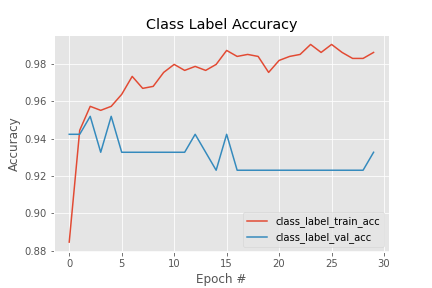 Class Label Accuracy
Accuracy
0.98
0.96
0.94
0.92
0.90
0.88
class_label_train_acc
class_label_val_acc
0 5 10 15 20 25 30
Epoch #